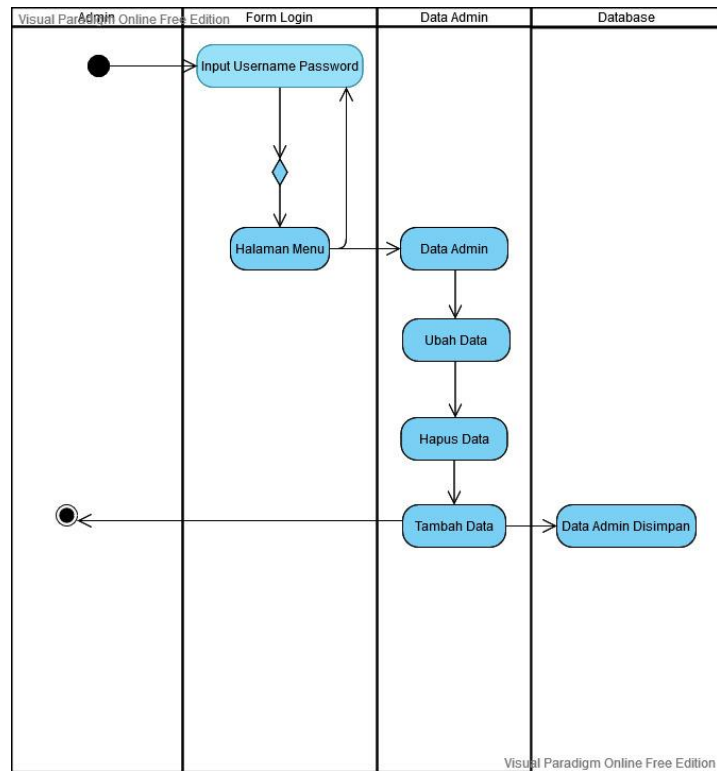 Visual Paradigm Online Free Edition
Admin
Form Login
Data Admin
Database
Input Username Password
Halaman Menu
Data Admin
Ubah Data
Hapus Data
Tambah Data
Data Admin Disimpan
Visual Paradigm Online Free Edition